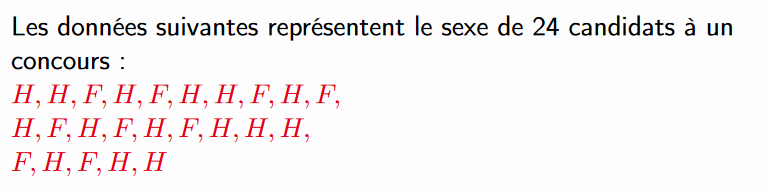 Les données suivantes représentent le sexe de 24 candidats à un
concours :
H, H, F, H, F, H, H, F, H, F,
H, F, H, F, H, F, H, H, H,
F, H, F, H, H